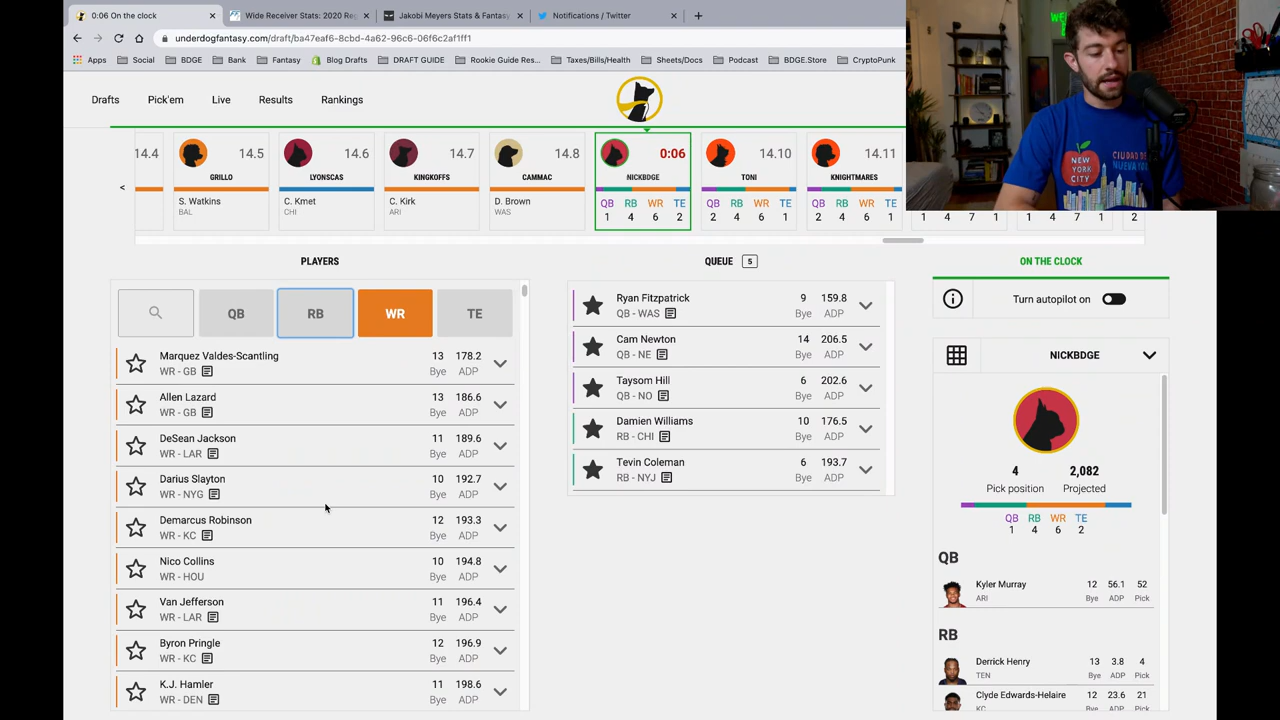 0:06 On the clock
Wide Receiver Stats: 2020 Re
Jakobi Meyers Stats & Fantasy
Notifications / Twitter
underdogfantasy.com/draft/ba47eaf6-8cbd-4a62-96c6-06f6c2af1ff1
Apps Social BDGE Bank Fantasy Blog Drafts DRAFT GUIDE Rookie Guide Res... Taxes/Bills/Health Sheets/Docs Podcast BDGE.Store CryptoPunk
Drafts Pick'em Live Results Rankings
14.4 14.5 14.6 14.7 14.8 0:06 14.10 14.11
GRILLO LYONSCAS KINGKOFFS CAMMAC NICKBDGE TONI KNIGHTMARES
S. Watkins C. Kmet C. Kirk D. Brown QB RB WR TE QB RB WR TE QB RB WR TE
BAL CHI ARI WAS 1 4 6 2 2 4 6 1 2 4 6 1 1 4 7 1 1 4 7 1 2
PLAYERS
QB RB WR TE
Marquez Valdes-Scantling 13 178.2
WR - GB Bye ADP
Allen Lazard 13 186.6
WR - GB Bye ADP
DeSean Jackson 11 189.6
WR - LAR Bye ADP
Darius Slayton 10 192.7
WR - NYG Bye ADP
Demarcus Robinson 12 193.3
WR - KC Bye ADP
Nico Collins 10 194.8
WR - HOU Bye ADP
Van Jefferson 11 196.4
WR - LAR Bye ADP
Byron Pringle 12 196.9
WR - KC Bye ADP
K.J. Hamler 11 198.6
WR - DEN Bye ADP
QUEUE 5
Ryan Fitzpatrick 9 159.8
QB - WAS Bye ADP
Cam Newton 14 206.5
QB - NE Bye ADP
Taysom Hill 6 202.6
QB - NO Bye ADP
Damien Williams 10 176.5
RB - CHI Bye ADP
Tevin Coleman 6 193.7
RB - NYJ Bye ADP
ON THE CLOCK
Turn autopilot on
NICKBDGE
4 2,082
Pick position Projected
QB RB WR TE
1 4 6 2
QB
Kyler Murray 12 56.1 52
ARI Bye ADP Pick
RB
Derrick Henry 13 3.8 4
TEN Bye ADP Pick
Clyde Edwards-Helaire 12 23.6 21
KC Bye ADP Pick
NEW
YORK
CITY
CIUDAD
DE
NUEVA